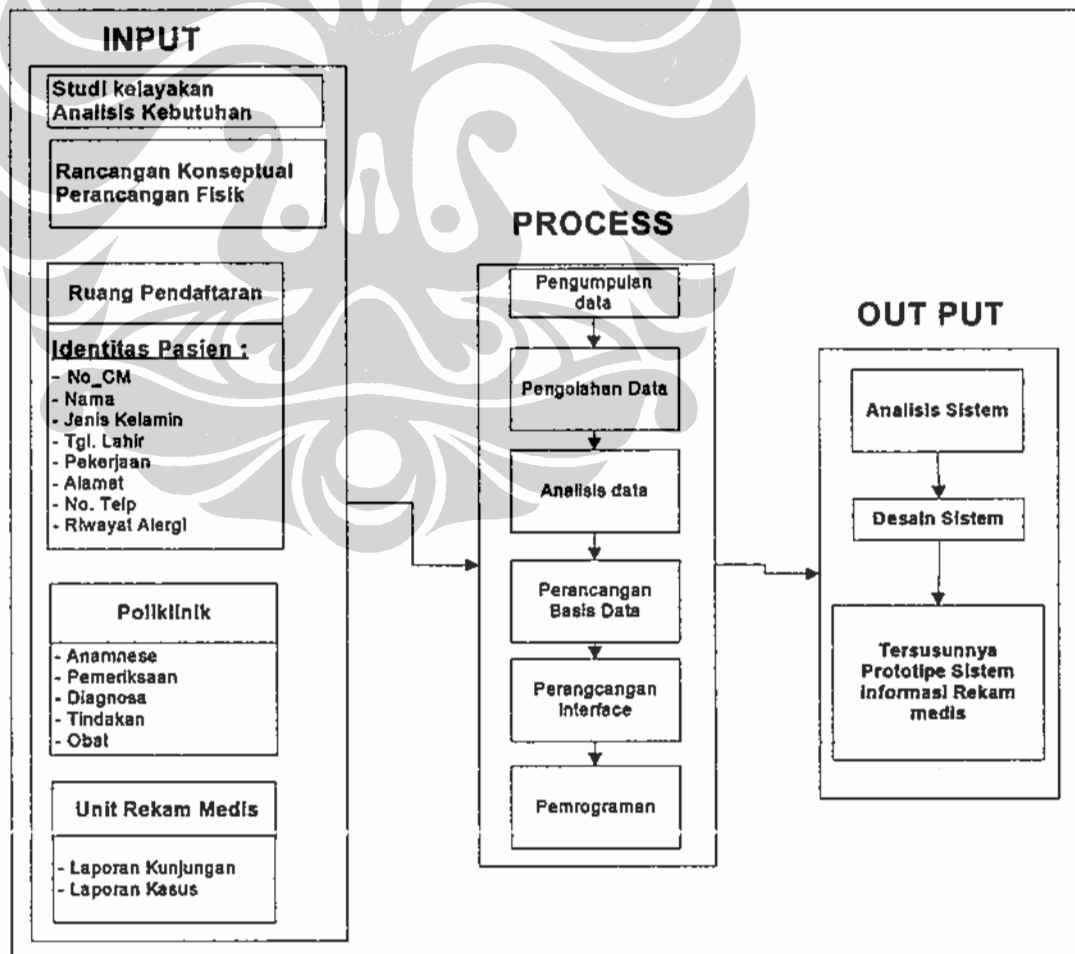 INPUT
Studi kelayakan
Analisis Kebutuhan
Rancangan Konseptual
Perancangan Fisik
Ruang Pendaftaran
Identitas Pasien :
- No_CM
- Nama
- Jenis Kelamin
- Tgl. Lahir
- Pekerjaan
- Alamat
- No. Telp
- Riwayat Alergi
Poliklinik
- Anamnese
- Pemeriksaan
- Diagnosa
- Tindakan
- Obat
Unit Rekam Medis
- Laporan Kunjungan
- Laporan Kasus
PROCESS
Pengumpulan
data
Pengolahan Data
Analisis data
Perancangan
Basis Data
Perangcangan
Interface
Pemrograman
OUT PUT
Analisis Sistem
Desain Sistem
Tersusunnya
Prototipe Sistem
Informasi Rekam
medis